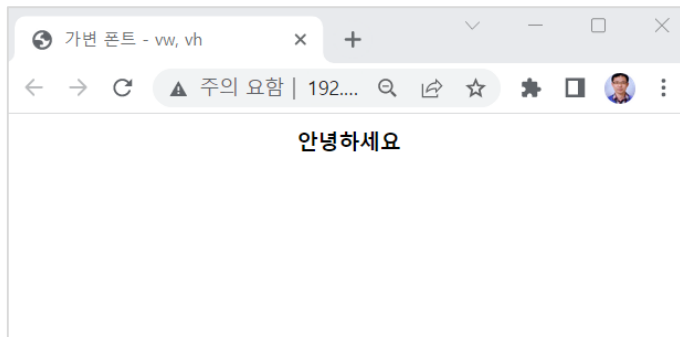 가변 폰트 - vw, vh
주의 요함 | 192....
안녕하세요